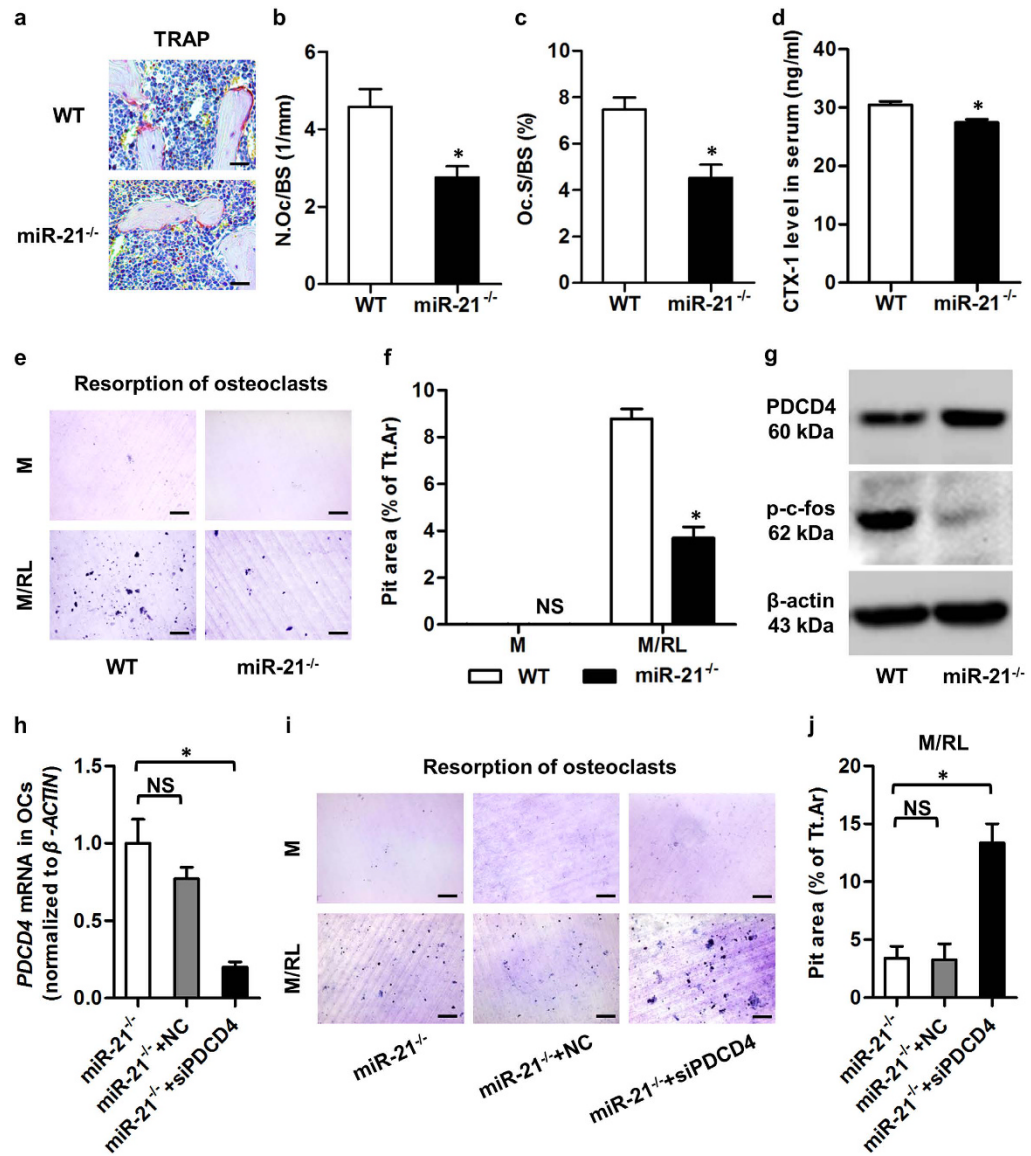 a
TRAP
WT
miR-21⁻/⁻
b
N.Oc/BS (1/mm)
6
4
2
0
*
WT
miR-21⁻/⁻
c
Oc.S/BS (%)
8
6
4
2
0
*
WT
miR-21⁻/⁻
d
CTX-1 level in serum (ng/ml)
40
30
20
10
0
*
WT
miR-21⁻/⁻
e
Resorption of osteoclasts
M
M/RL
WT
miR-21⁻/⁻
f
Pit area (% of Tt.Ar)
10
8
6
4
2
0
NS
*
M
M/RL
WT
miR-21⁻/⁻
g
PDCD4
60 kDa
p-c-fos
62 kDa
β-actin
43 kDa
WT
miR-21⁻/⁻
h
PDCD4 mRNA in OCs
(normalized to β-ACTIN)
1.5
1.0
0.5
0.0
*
NS
miR-21⁻/⁻
miR-21⁻/⁻+NC
miR-21⁻/⁻+siPDCD4
i
Resorption of osteoclasts
M
M/RL
miR-21⁻/⁻
miR-21⁻/⁻+NC
miR-21⁻/⁻+siPDCD4
j
M/RL
Pit area (% of Tt.Ar)
20
15
10
5
0
*
NS
miR-21⁻/⁻
miR-21⁻/⁻+NC
miR-21⁻/⁻+siPDCD4